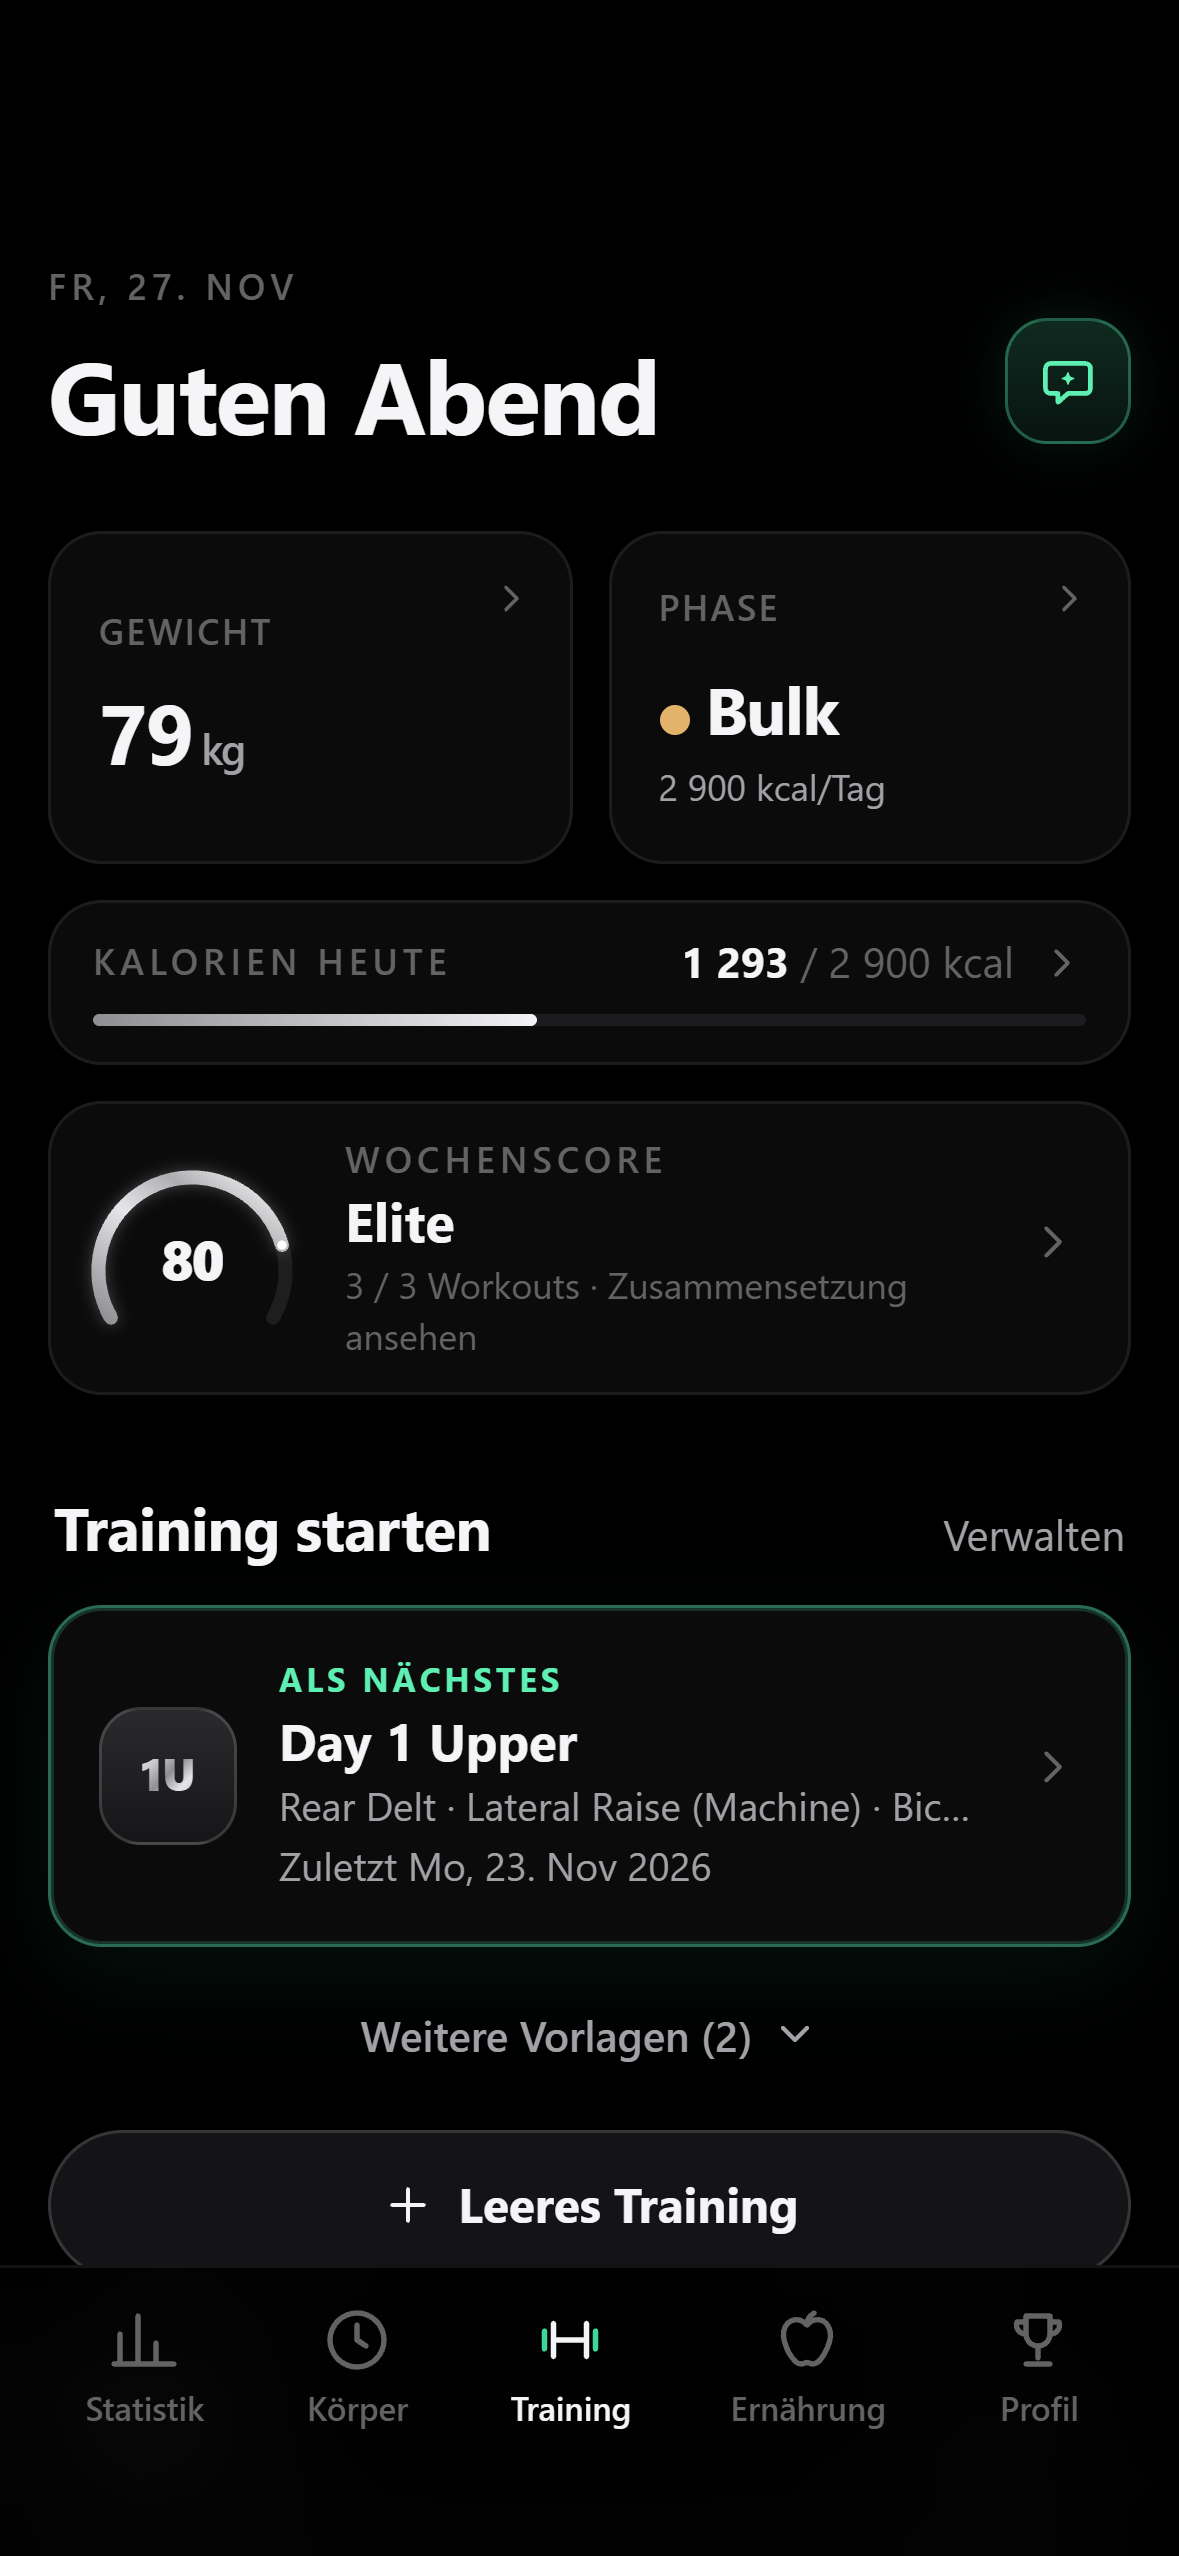 FR, 27. NOV
Guten Abend
GEWICHT
79 kg
PHASE
Bulk
2 900 kcal/Tag
KALORIEN HEUTE
1 293 / 2 900 kcal
80
WOCHENSCORE
Elite
3 / 3 Workouts · Zusammensetzung
ansehen
Training starten
Verwalten
1U
ALS NÄCHSTES
Day 1 Upper
Rear Delt · Lateral Raise (Machine) · Bic...
Zuletzt Mo, 23. Nov 2026
Weitere Vorlagen (2)
Leeres Training
Statistik
Körper
Training
Ernährung
Profil